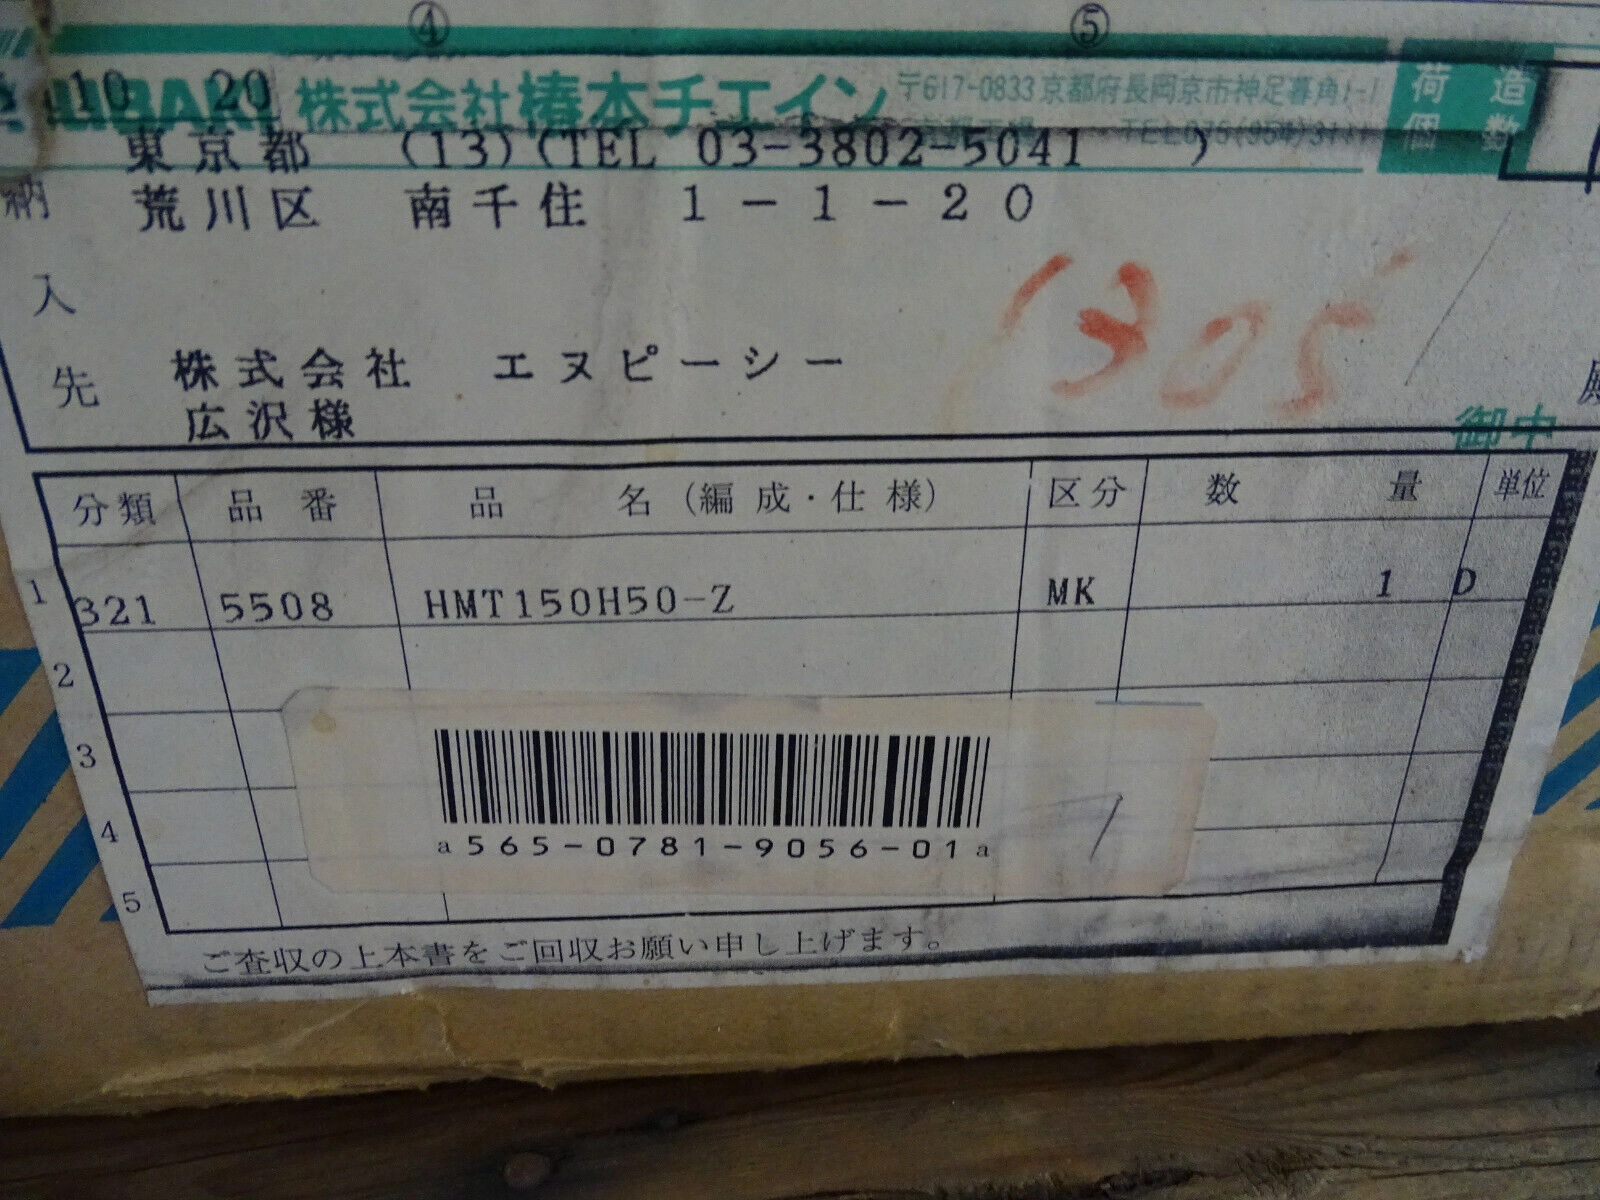 ④ ⑤
10 20
TSUBAKI 株式会社椿本チエイン 〒617-0833 京都府長岡京市神足暮角1-1
荷造個数
東京都 (13)(TEL 03-3802-5041 )
納入先
荒川区 南千住 1-1-20
1305
株式会社 エヌピーシー
広沢様
御中
分類 品番 品名(編成・仕様) 区分 数量 単位
1 321 5508 HMT150H50-Z MK 1 D
2
3
4
5
a565-0781-9056-01a
ご査収の上本書をご回収お願い申し上げます。